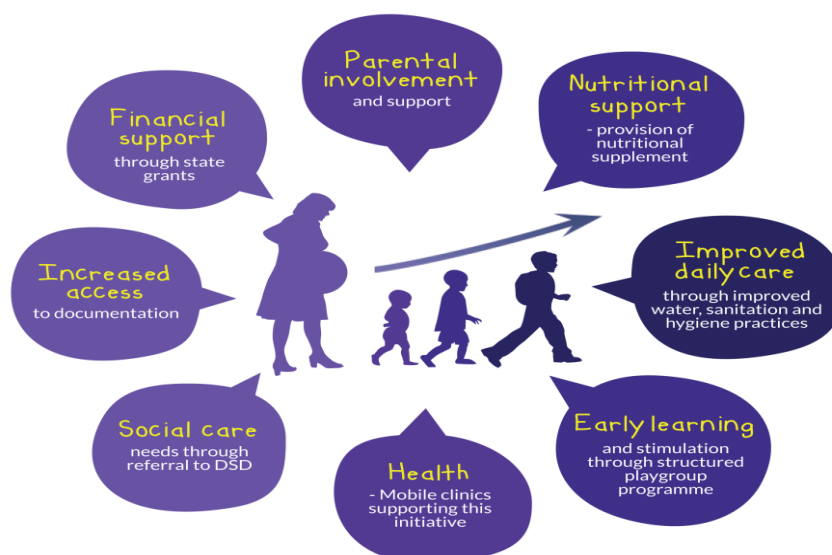 Parental
involvement
and support
Nutritional
support
- provision of
nutritional
supplement
Improved
daily care
through improved
water, sanitation and
hygiene practices
Early learning
and stimulation
through structured
playgroup
programme
Health
- Mobile clinics
supporting this
initiative
Social care
needs through
referral to DSD
Increased
access
to documentation
Financial
support
through state
grants